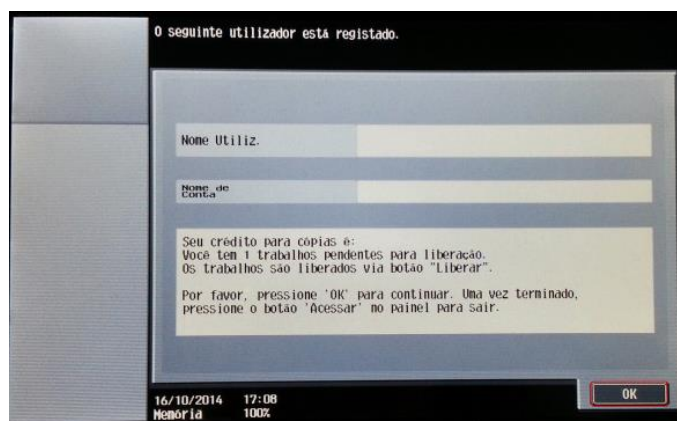 O seguinte utilizador está registado.
Nome Utiliz.
Nome de
Conta
Seu crédito para cópias é:
Você tem 1 trabalhos pendentes para liberação.
Os trabalhos são liberados via botão "Liberar".
Por favor, pressione 'OK' para continuar. Uma vez terminado,
pressione o botão 'Acessar' no painel para sair.
OK
16/10/2014 17:08
Memória 100%